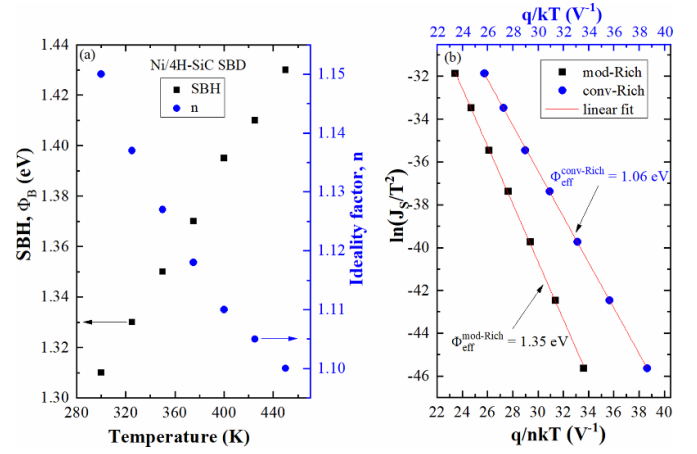 (a)
Ni/4H-SiC SBD
SBH
n
SBH, Φ_B (eV)
1.44
1.42
1.40
1.38
1.36
1.34
1.32
1.30
280 320 360 400 440
Temperature (K)
1.15
1.14
1.13
1.12
1.11
1.10
Ideality factor, n
q/kT (V⁻¹)
22 24 26 28 30 32 34 36 38 40
(b)
mod-Rich
conv-Rich
linear fit
ln(J_S/T²)
-32
-34
-36
-38
-40
-42
-44
-46
Φ_eff^conv-Rich = 1.06 eV
Φ_eff^mod-Rich = 1.35 eV
22 24 26 28 30 32 34 36 38 40
q/nkT (V⁻¹)